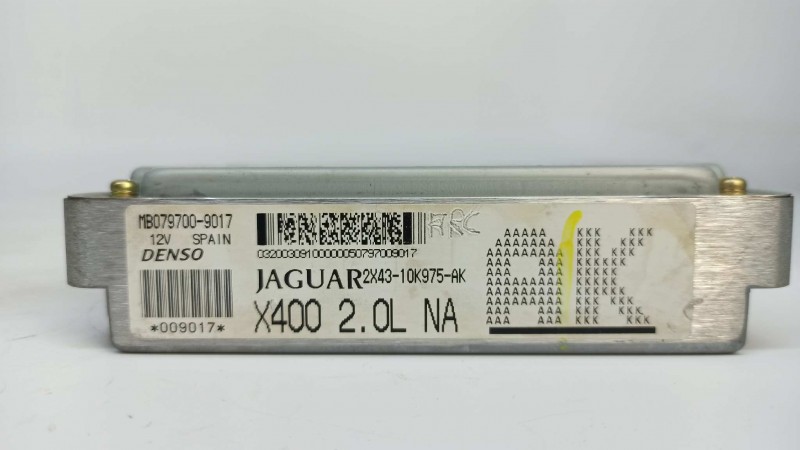 MB079700-9017
12V SPAIN
DENSO
*009017*
03200309100000050797009017
JAGUAR 2X43-10K975-AK
X400 2.0L NA
AK